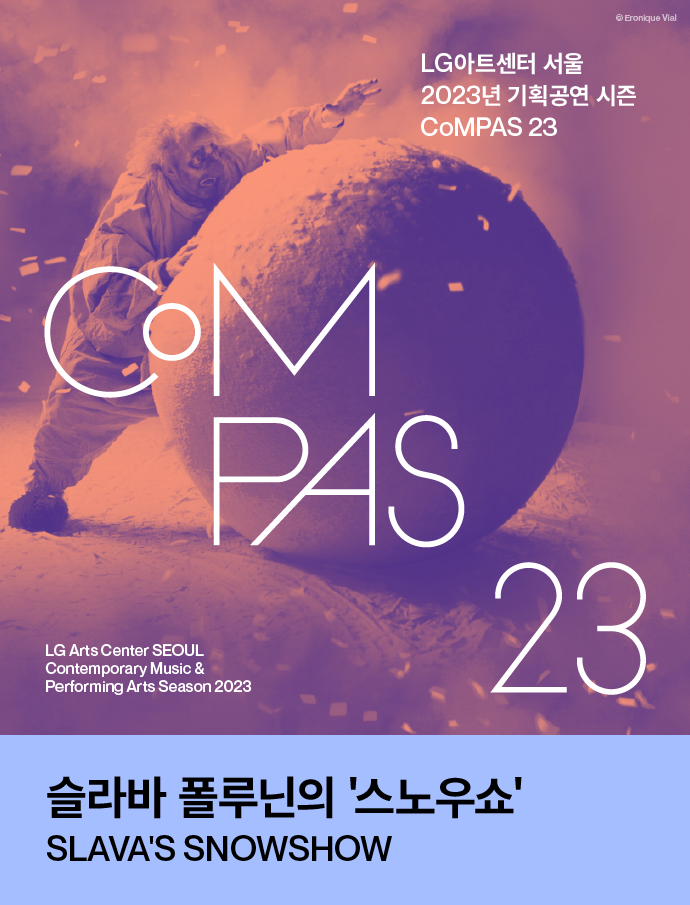 © Eronique Vial
LG아트센터 서울
2023년 기획공연 시즌
CoMPAS 23
CoM
PAS
23
LG Arts Center SEOUL
Contemporary Music &
Performing Arts Season 2023
슬라바 폴루닌의 '스노우쇼'
SLAVA'S SNOWSHOW